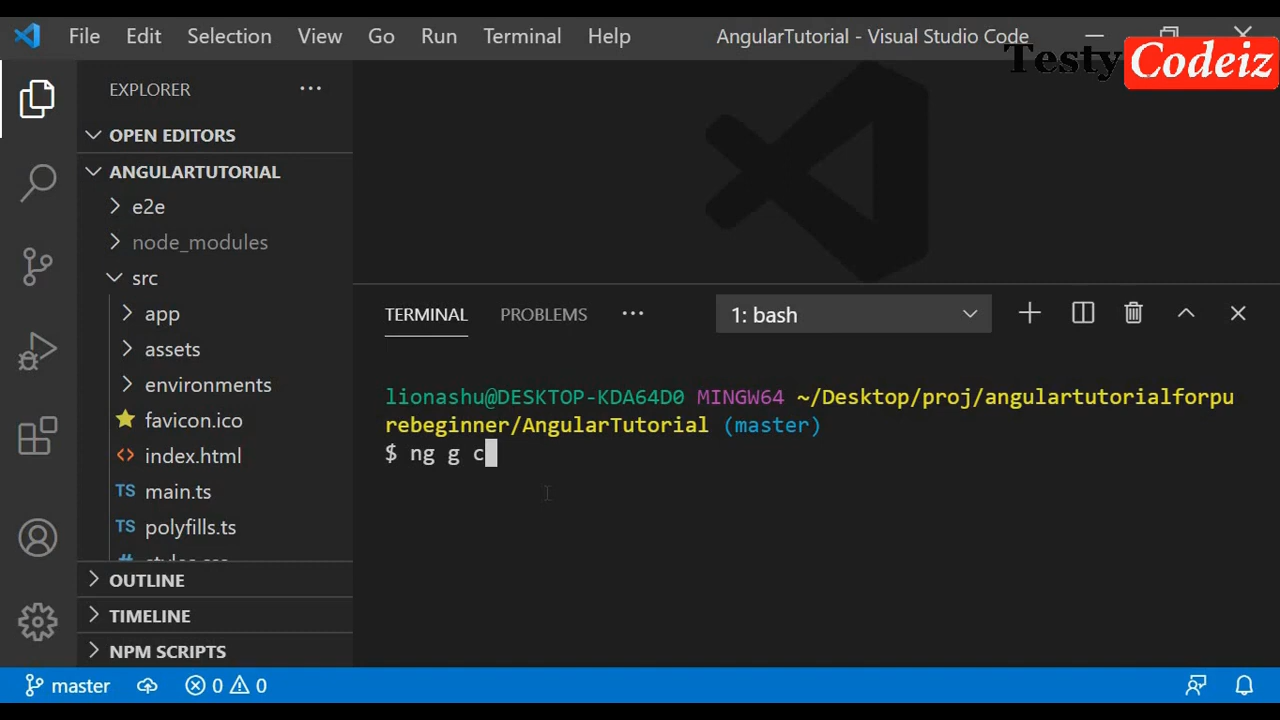 File Edit Selection View Go Run Terminal Help AngularTutorial - Visual Studio Code
Testy Codeiz
EXPLORER
OPEN EDITORS
ANGULARTUTORIAL
e2e
node_modules
src
app
assets
environments
favicon.ico
index.html
TS main.ts
TS polyfills.ts
# styles.css
OUTLINE
TIMELINE
NPM SCRIPTS
TERMINAL PROBLEMS 1: bash
lionashu@DESKTOP-KDA64D0 MINGW64 ~/Desktop/proj/angulartutorialforpu
rebeginner/AngularTutorial (master)
$ ng g c
master 0 0